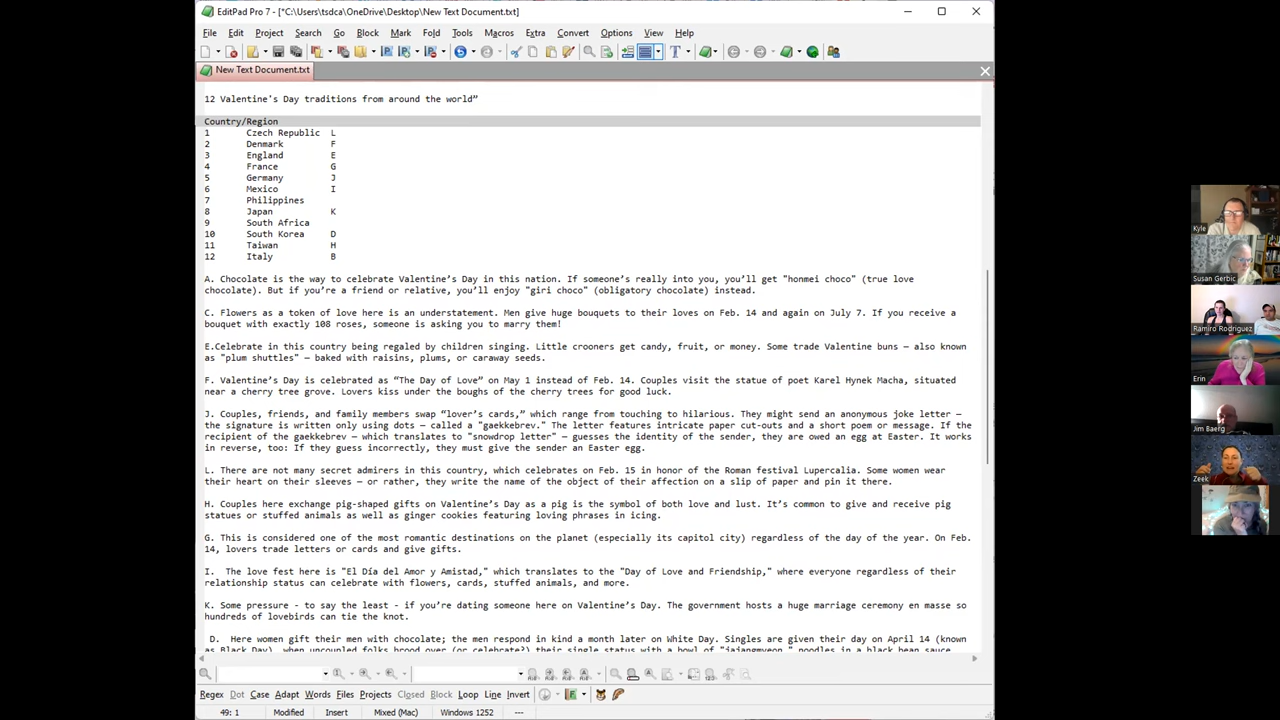 EditPad Pro 7 - [*C:\Users\tsdca\OneDrive\Desktop\New Text Document.txt]
File Edit Project Search Go Block Mark Fold Tools Macros Extra Convert Options View Help
New Text Document.txt
12 Valentine's Day traditions from around the world”
Country/Region
1 Czech Republic L
2 Denmark F
3 England E
4 France G
5 Germany J
6 Mexico I
7 Philippines
8 Japan K
9 South Africa
10 South Korea D
11 Taiwan H
12 Italy B
A. Chocolate is the way to celebrate Valentine’s Day in this nation. If someone’s really into you, you’ll get "honmei choco" (true love
chocolate). But if you’re a friend or relative, you’ll enjoy "giri choco" (obligatory chocolate) instead.
C. Flowers as a token of love here is an understatement. Men give huge bouquets to their loves on Feb. 14 and again on July 7. If you receive a
bouquet with exactly 108 roses, someone is asking you to marry them!
E.Celebrate in this country being regaled by children singing. Little crooners get candy, fruit, or money. Some trade Valentine buns — also known
as "plum shuttles" — baked with raisins, plums, or caraway seeds.
F. Valentine’s Day is celebrated as “The Day of Love” on May 1 instead of Feb. 14. Couples visit the statue of poet Karel Hynek Macha, situated
near a cherry tree grove. Lovers kiss under the boughs of the cherry trees for good luck.
J. Couples, friends, and family members swap “lover’s cards,” which range from touching to hilarious. They might send an anonymous joke letter —
the signature is written only using dots — called a "gaekkebrev." The letter features intricate paper cut-outs and a short poem or message. If the
recipient of the gaekkebrev — which translates to "snowdrop letter" — guesses the identity of the sender, they are owed an egg at Easter. It works
in reverse, too: If they guess incorrectly, they must give the sender an Easter egg.
L. There are not many secret admirers in this country, which celebrates on Feb. 15 in honor of the Roman festival Lupercalia. Some women wear
their heart on their sleeves — or rather, they write the name of the object of their affection on a slip of paper and pin it there.
H. Couples here exchange pig-shaped gifts on Valentine’s Day as a pig is the symbol of both love and lust. It’s common to give and receive pig
statues or stuffed animals as well as ginger cookies featuring loving phrases in icing.
G. This is considered one of the most romantic destinations on the planet (especially its capitol city) regardless of the day of the year. On Feb.
14, lovers trade letters or cards and give gifts.
I. The love fest here is "El Día del Amor y Amistad," which translates to the "Day of Love and Friendship," where everyone regardless of their
relationship status can celebrate with flowers, cards, stuffed animals, and more.
K. Some pressure - to say the least - if you’re dating someone here on Valentine’s Day. The government hosts a huge marriage ceremony en masse so
hundreds of lovebirds can tie the knot.
D. Here women gift their men with chocolate; the men respond in kind a month later on White Day. Singles are given their day on April 14 (known
as Black Day), when uncoupled folks brood over (or celebrate?) their single status with a bowl of "jajangmyeon," noodles in a black bean sauce
Regex Dot Case Adapt Words Files Projects Closed Block Loop Line Invert
49: 1 Modified Insert Mixed (Mac) Windows 1252 ---
Kyle
Susan Gerbic
Ramiro Rodriguez
Erin
Jim Baerg
Zeek